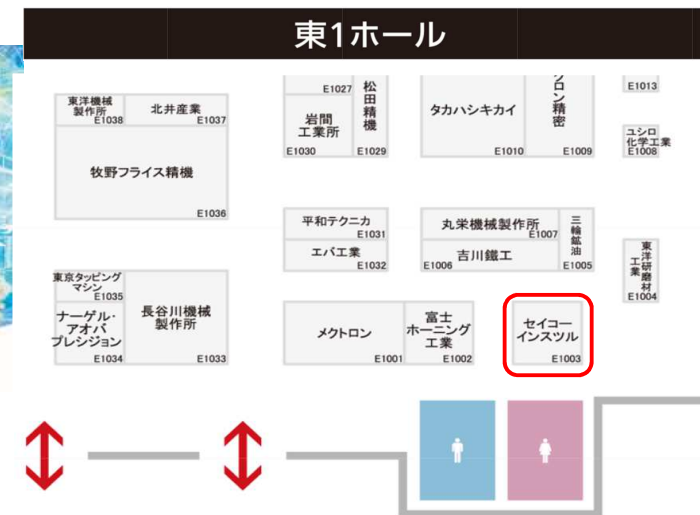 東1ホール
東洋機械
製作所
E1038
北井産業
E1037
牧野フライス精機
E1036
東京タッピング
マシン
E1035
ナーゲル・
アオバ
プレシジョン
E1034
長谷川機械
製作所
E1033
E1027
岩間
工業所
E1030
松田精機
E1029
平和テクニカ
E1031
エバ工業
E1032
メクトロン
E1001
富士
ホーニング
工業
E1002
タカハシキカイ
E1010
ロン精密
E1009
丸栄機械製作所
E1007
吉川鐵工
E1006
三輪鉱油
E1005
セイコー
インスツル
E1003
E1013
ユシロ
化学工業
E1008
東洋研磨材
工業
E1004